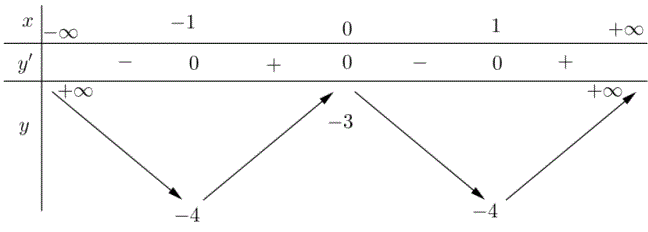 x −∞ −1 0 1 +∞
y′ − 0 + 0 − 0 +
+∞ +∞
y −3
−4 −4